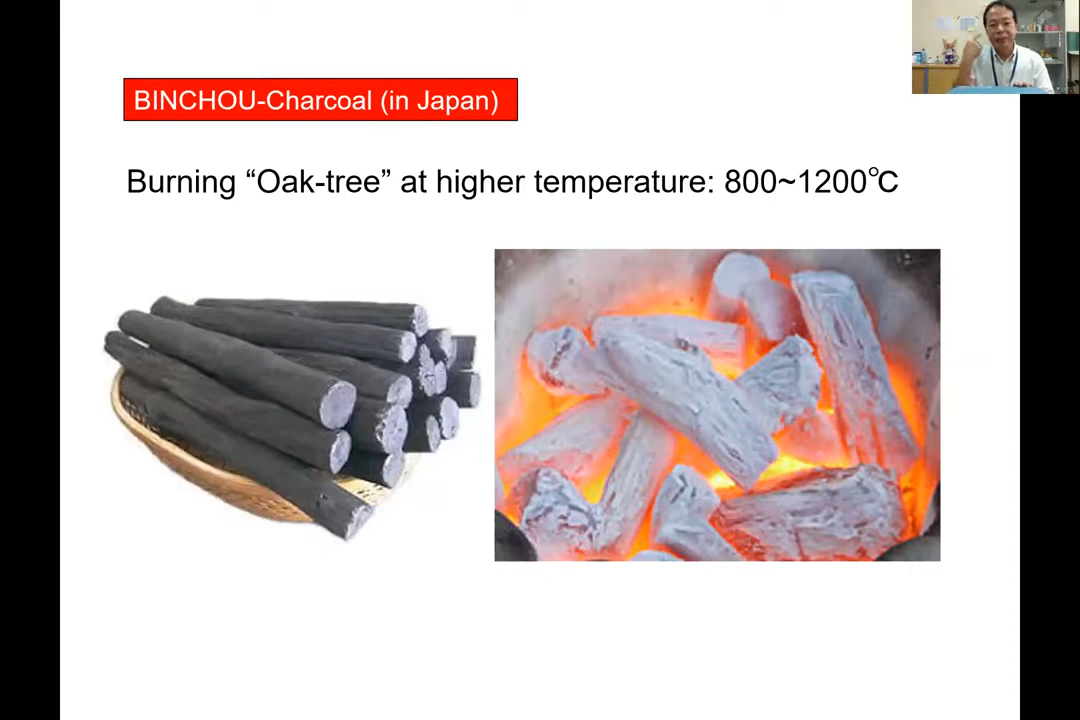 BINCHOU-Charcoal (in Japan)
Burning “Oak-tree” at higher temperature: 800~1200℃